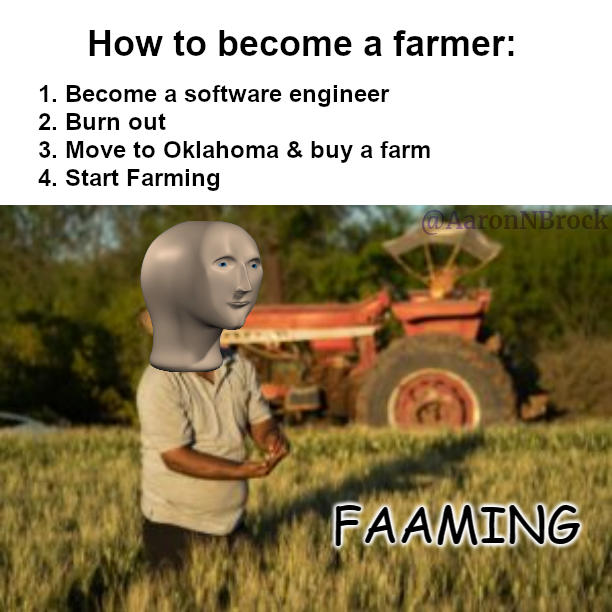 How to become a farmer:
1. Become a software engineer
2. Burn out
3. Move to Oklahoma & buy a farm
4. Start Farming
@AaronNBrock
FAAMING